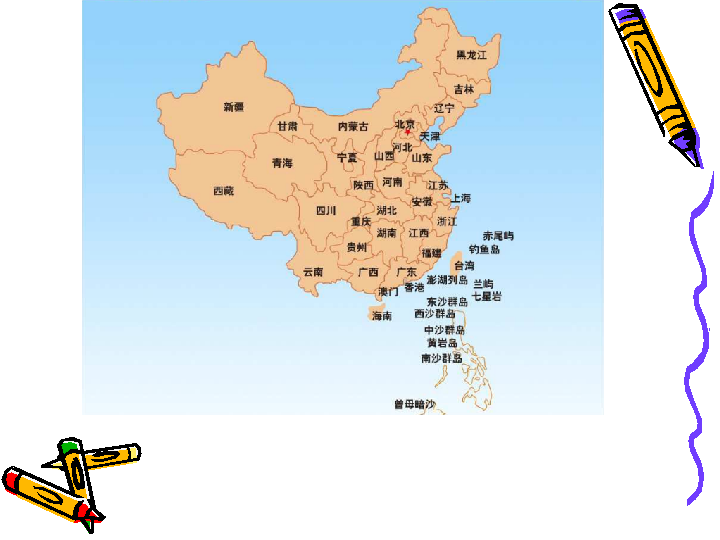 黑龙江
吉林
辽宁
新疆
北京
甘肃
内蒙古
天津
河北
宁夏
山西
山东
青海
陕西
河南
江苏
西藏
安徽
上海
四川
湖北
重庆
浙江
湖南
江西
赤尾屿
贵州
福建
钓鱼岛
台湾
云南
广西
广东
澎湖列岛
兰屿
香港
澳门
七星岩
东沙群岛
海南
西沙群岛
中沙群岛
黄岩岛
南沙群岛
曾母暗沙